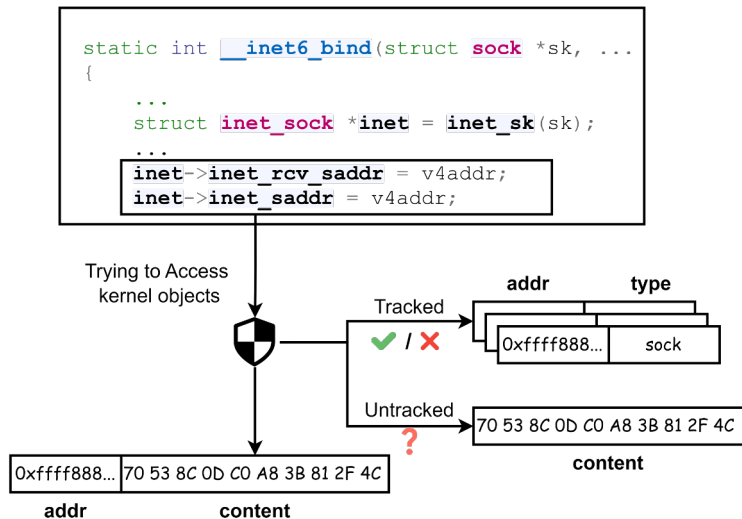 static int __inet6_bind(struct sock *sk, ...
{
...
struct inet_sock *inet = inet_sk(sk);
...
inet->inet_rcv_saddr = v4addr;
inet->inet_saddr = v4addr;
Trying to Access
kernel objects
addr type
Tracked
/
0xffff888... sock
Untracked
?
70 53 8C 0D C0 A8 3B 81 2F 4C
content
0xffff888... 70 53 8C 0D C0 A8 3B 81 2F 4C
addr content